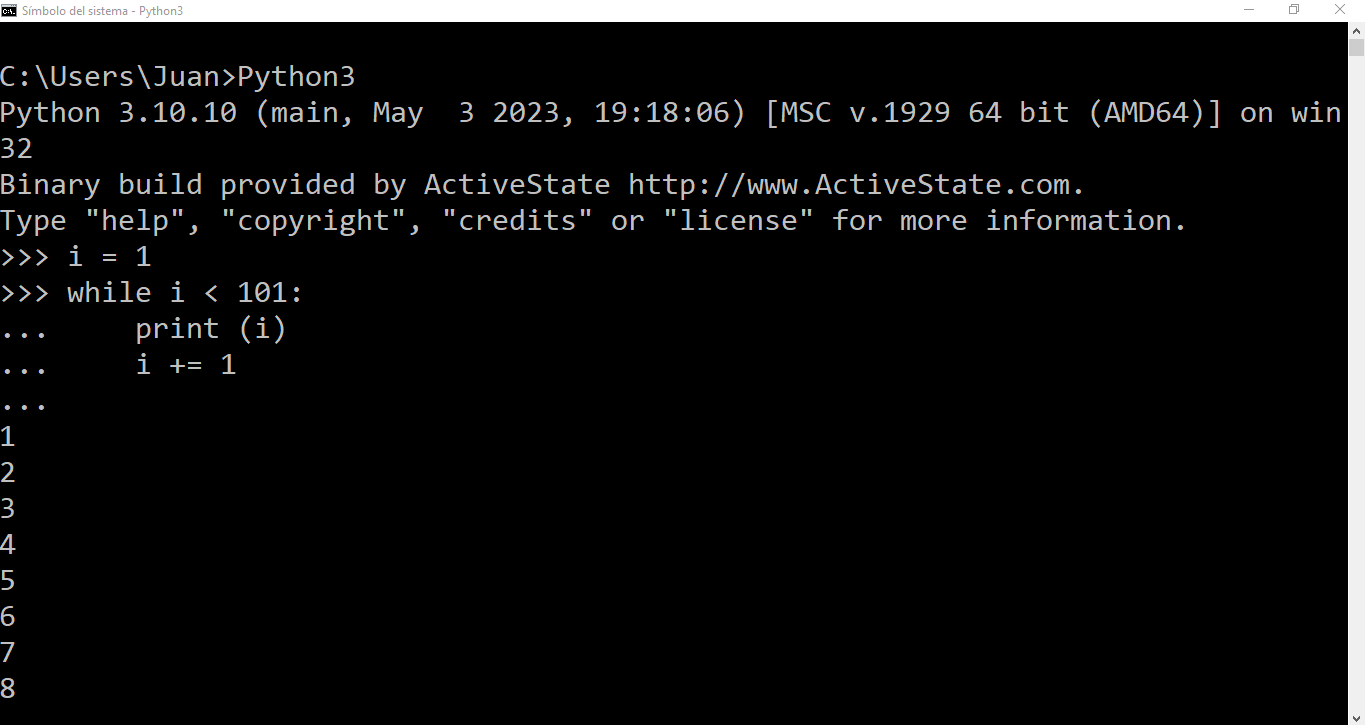 Símbolo del sistema - Python3
C:\Users\Juan>Python3
Python 3.10.10 (main, May  3 2023, 19:18:06) [MSC v.1929 64 bit (AMD64)] on win
32
Binary build provided by ActiveState http://www.ActiveState.com.
Type "help", "copyright", "credits" or "license" for more information.
>>> i = 1
>>> while i < 101:
...     print (i)
...     i += 1
...
1
2
3
4
5
6
7
8